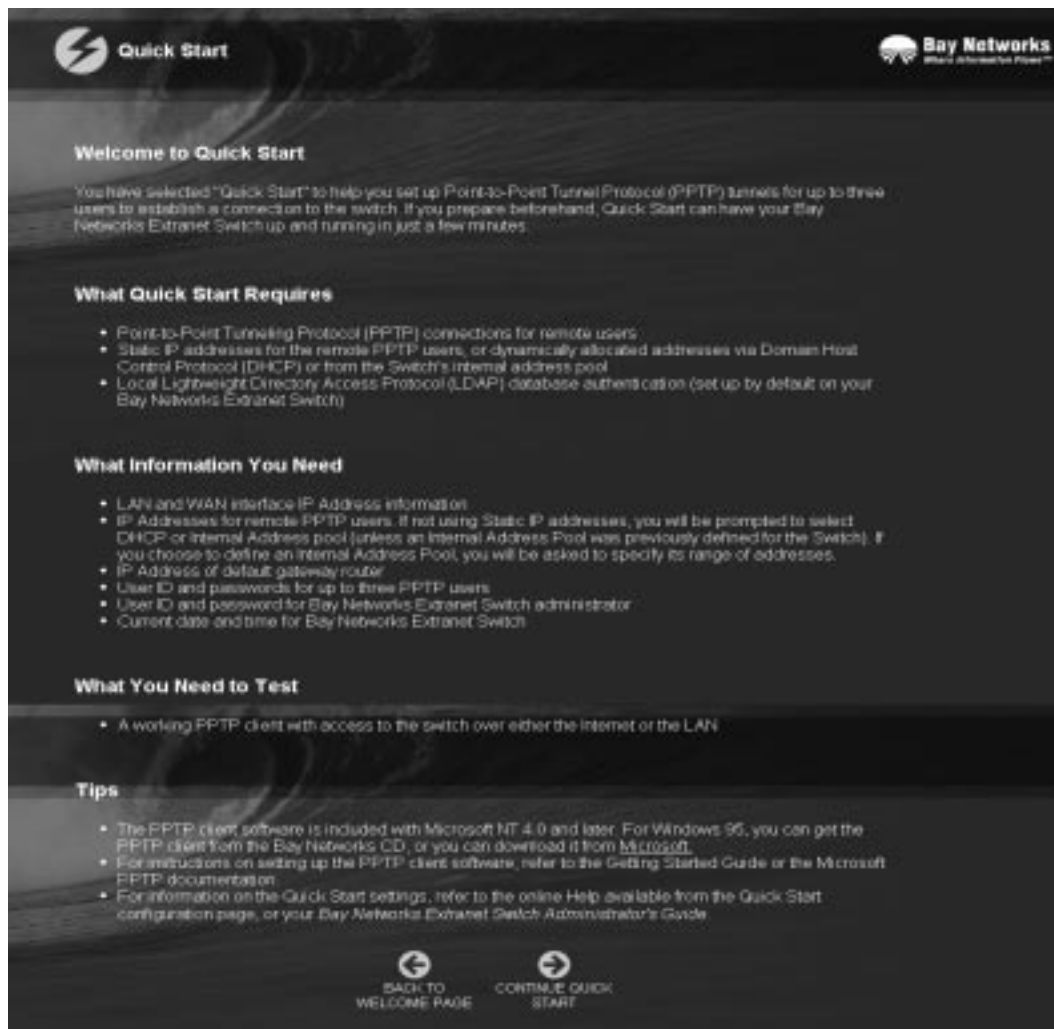 Quick Start
Bay Networks
Where Information Flows™
Welcome to Quick Start
You have selected "Quick Start" to help you set up Point-to-Point Tunnel Protocol (PPTP) tunnels for up to three
users to establish a connection to the switch. If you prepare beforehand, Quick Start can have your Bay
Networks Extranet Switch up and running in just a few minutes.
What Quick Start Requires
• Point-to-Point Tunneling Protocol (PPTP) connections for remote users
• Static IP addresses for the remote PPTP users, or dynamically allocated addresses via Domain Host
Control Protocol (DHCP) or from the Switch's internal address pool
• Local Lightweight Directory Access Protocol (LDAP) database authentication (set up by default on your
Bay Networks Extranet Switch)
What Information You Need
• LAN and WAN interface IP Address information
• IP Addresses for remote PPTP users. If not using Static IP addresses, you will be prompted to select
DHCP or Internal Address pool (unless an Internal Address Pool was previously defined for the Switch). If
you choose to define an Internal Address Pool, you will be asked to specify its range of addresses.
• IP Address of default gateway router
• User ID and passwords for up to three PPTP users
• User ID and password for Bay Networks Extranet Switch administrator
• Current date and time for Bay Networks Extranet Switch
What You Need to Test
• A working PPTP client with access to the switch over either the Internet or the LAN
Tips
• The PPTP client software is included with Microsoft NT 4.0 and later. For Windows 95, you can get the
PPTP client from the Bay Networks CD, or you can download it from Microsoft.
• For instructions on setting up the PPTP client software, refer to the Getting Started Guide or the Microsoft
PPTP documentation
• For information on the Quick Start settings, refer to the online Help available from the Quick Start
configuration page, or your Bay Networks Extranet Switch Administrator's Guide
BACK TO
WELCOME PAGE
CONTINUE QUICK
START